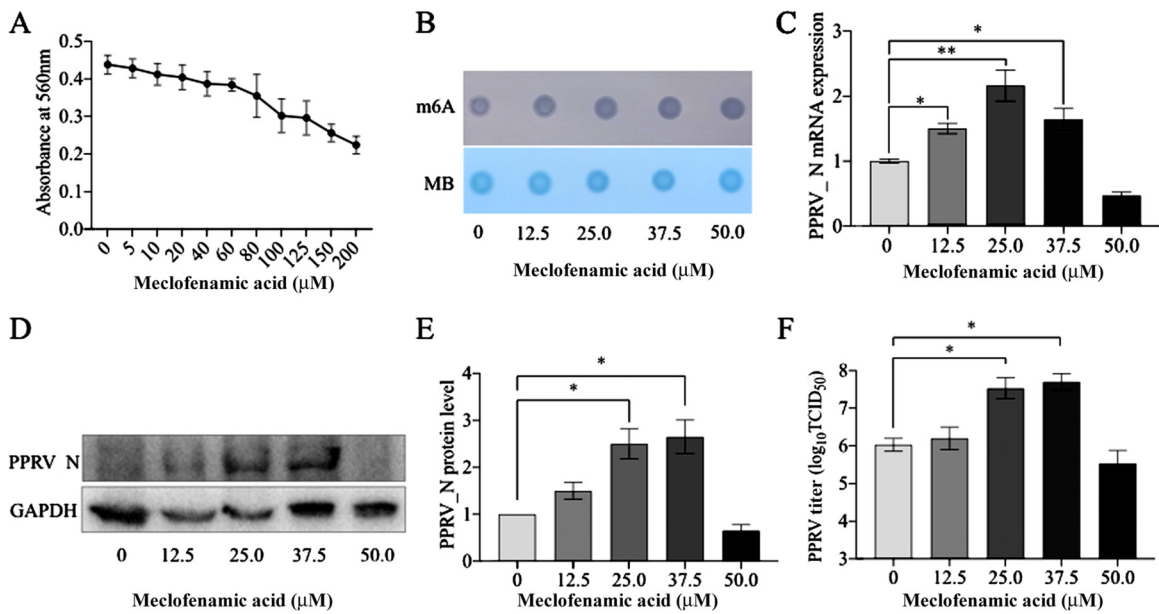 A
Absorbance at 560nm
0.5
0.4
0.3
0.2
0.1
0.0
0 5 10 20 40 60 80 100 125 150 200
Meclofenamic acid (μM)
B
m6A
MB
0 12.5 25.0 37.5 50.0
Meclofenamic acid (μM)
C
PPRV_ N mRNA expression
3
2
1
0
*
**
*
0 12.5 25.0 37.5 50.0
Meclofenamic acid (μM)
D
PPRV N
GAPDH
0 12.5 25.0 37.5 50.0
Meclofenamic acid (μM)
E
PPRV_N protein level
4
3
2
1
0
*
*
0 12.5 25.0 37.5 50.0
Meclofenamic acid (μM)
F
PPRV titer (log10TCID50)
8
7
6
5
4
3
*
*
0 12.5 25.0 37.5 50.0
Meclofenamic acid (μM)